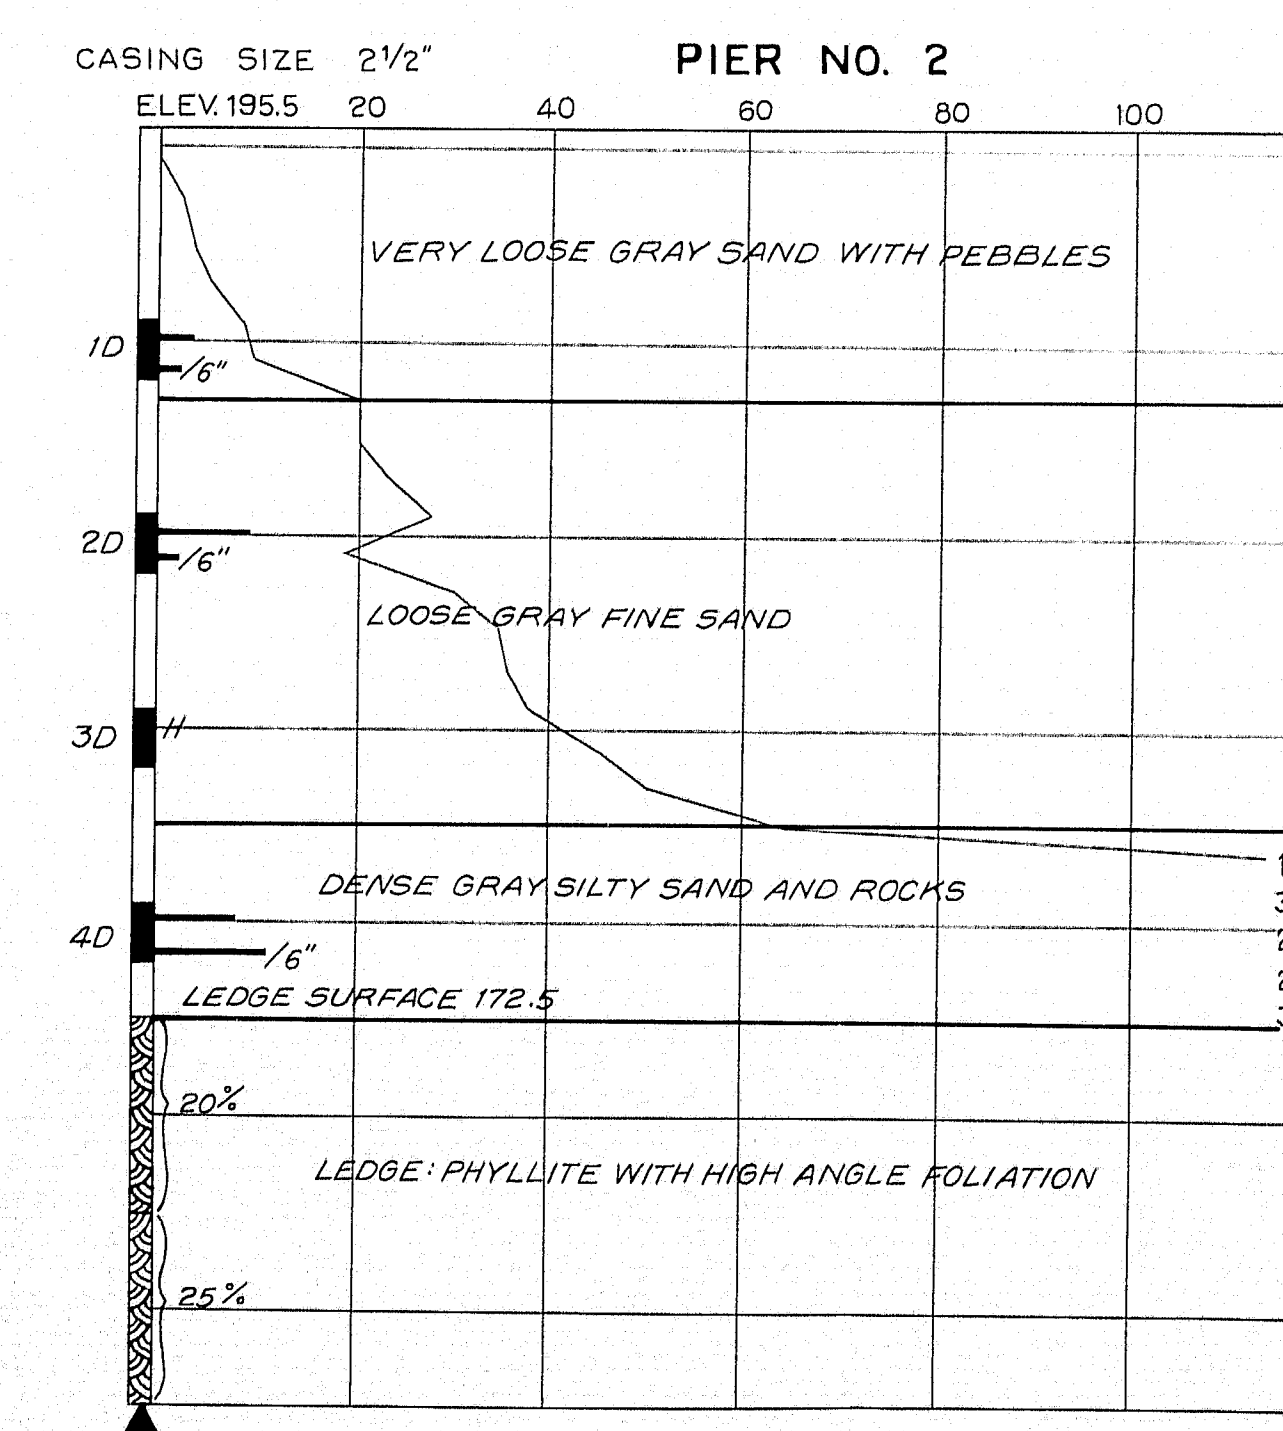 CASING SIZE 2½" PIER NO. 2
ELEV. 195.5 20 40 60 80 100
VERY LOOSE GRAY SAND WITH PEBBLES
1D
/6"
2D
/6"
LOOSE GRAY FINE SAND
3D
DENSE GRAY SILTY SAND AND ROCKS
4D
/6"
LEDGE SURFACE 172.5
20%
LEDGE: PHYLLITE WITH HIGH ANGLE FOLIATION
25%